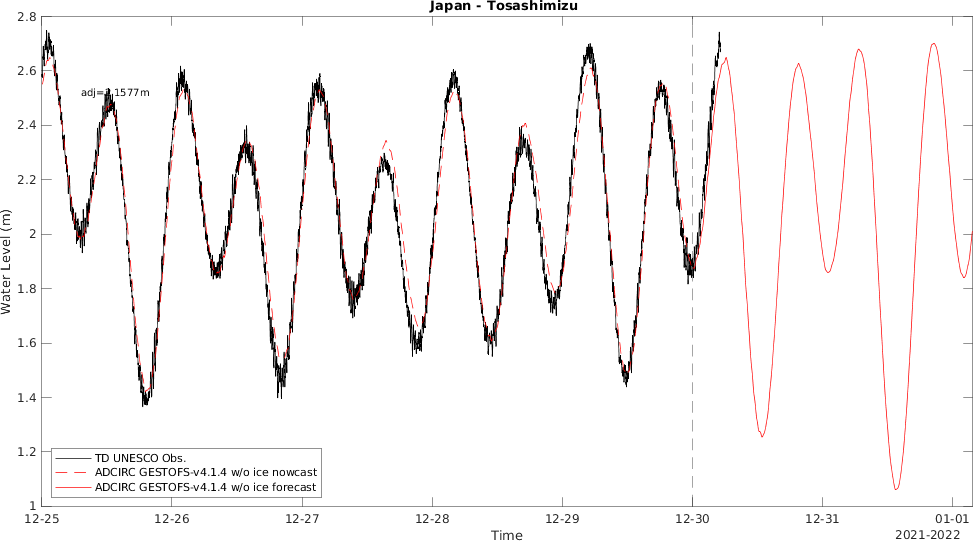 Japan - Tosashimizu
2.8
2.6
2.4
2.2
2
1.8
1.6
1.4
1.2
1
Water Level (m)
1577m
TD UNESCO Obs.
ADCIRC GESTOFS-v4.1.4 w/o ice nowcast
ADCIRC GESTOFS-v4.1.4 w/o ice forecast
12-25 12-26 12-27 12-28 12-29 12-30 12-31 01-01
Time
2021-2022